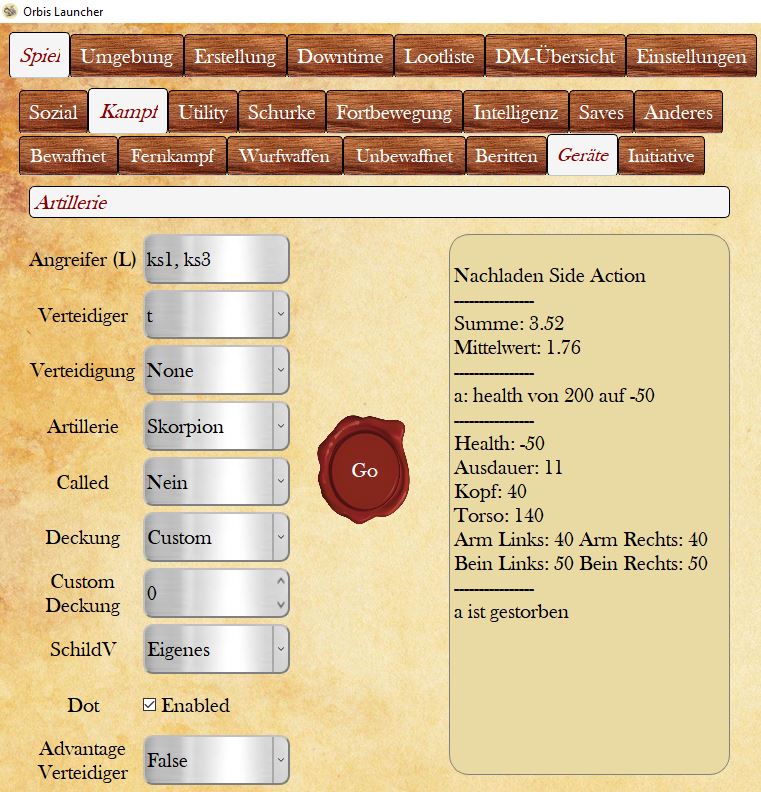 Orbis Launcher
Spiel Umgebung Erstellung Downtime Lootliste DM-Übersicht Einstellungen
Sozial Kampf Utility Schurke Fortbewegung Intelligenz Saves Anderes
Bewaffnet Fernkampf Wurfwaffen Unbewaffnet Beritten Geräte Initiative
Artillerie
Angreifer (L) ks1, ks3
Verteidiger t
Verteidigung None
Artillerie Skorpion
Called Nein
Deckung Custom
Custom
Deckung 0
SchildV Eigenes
Dot Enabled
Advantage
Verteidiger False
Go
Nachladen Side Action
----------------
Summe: 3.52
Mittelwert: 1.76
----------------
a: health von 200 auf -50
----------------
Health: -50
Ausdauer: 11
Kopf: 40
Torso: 140
Arm Links: 40 Arm Rechts: 40
Bein Links: 50 Bein Rechts: 50
----------------
a ist gestorben